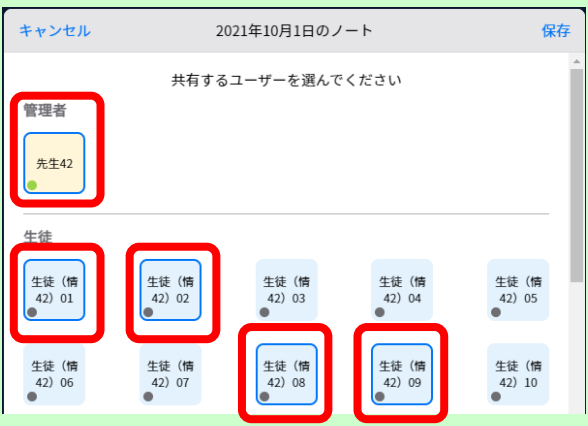 キャンセル 2021年10月1日のノート 保存
共有するユーザーを選んでください
管理者
先生42
生徒
生徒（情
42）01
生徒（情
42）02
生徒（情
42）03
生徒（情
42）04
生徒（情
42）05
生徒（情
42）06
生徒（情
42）07
生徒（情
42）08
生徒（情
42）09
生徒（情
42）10